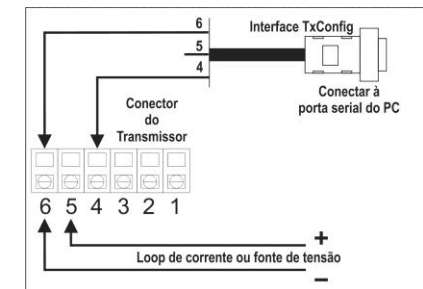 6
5
4
Interface TxConfig
Conectar à
porta serial do PC
Conector
do
Transmissor
6 5 4 3 2 1
+
Loop de corrente ou fonte de tensão
–